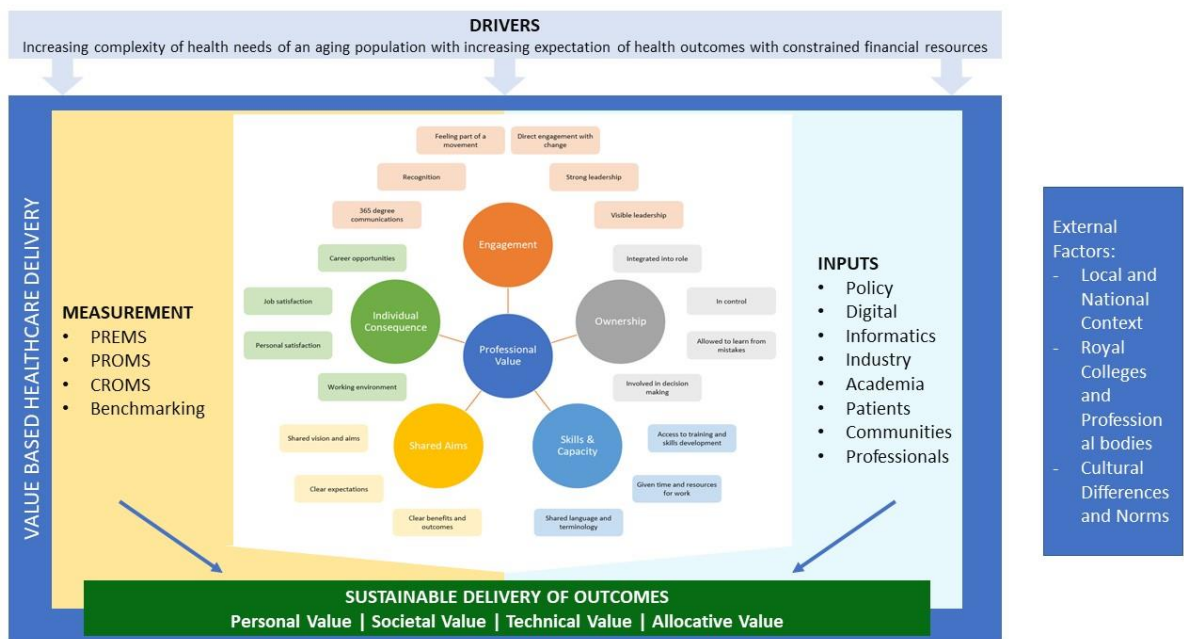 DRIVERS
Increasing complexity of health needs of an aging population with increasing expectation of health outcomes with constrained financial resources
VALUE BASED HEALTHCARE DELIVERY
MEASUREMENT
• PREMS
• PROMS
• CROMS
• Benchmarking
Feeling part of a
movement
Direct engagement with
change
Recognition
Strong leadership
365 degree
communications
Visible leadership
Engagement
Career opportunities
Integrated into role
Job satisfaction
In control
Individual
Consequence
Ownership
Personal satisfaction
Allowed to learn from
mistakes
Professional
Value
Working environment
Involved in decision
making
Shared vision and aims
Shared Aims
Skills &
Capacity
Access to training and
skills development
Clear expectations
Given time and resources
for work
Clear benefits and
outcomes
Shared language and
terminology
INPUTS
• Policy
• Digital
• Informatics
• Industry
• Academia
• Patients
• Communities
• Professionals
SUSTAINABLE DELIVERY OF OUTCOMES
Personal Value | Societal Value | Technical Value | Allocative Value
External
Factors:
- Local and
National
Context
- Royal
Colleges
and
Profession
al bodies
- Cultural
Differences
and Norms